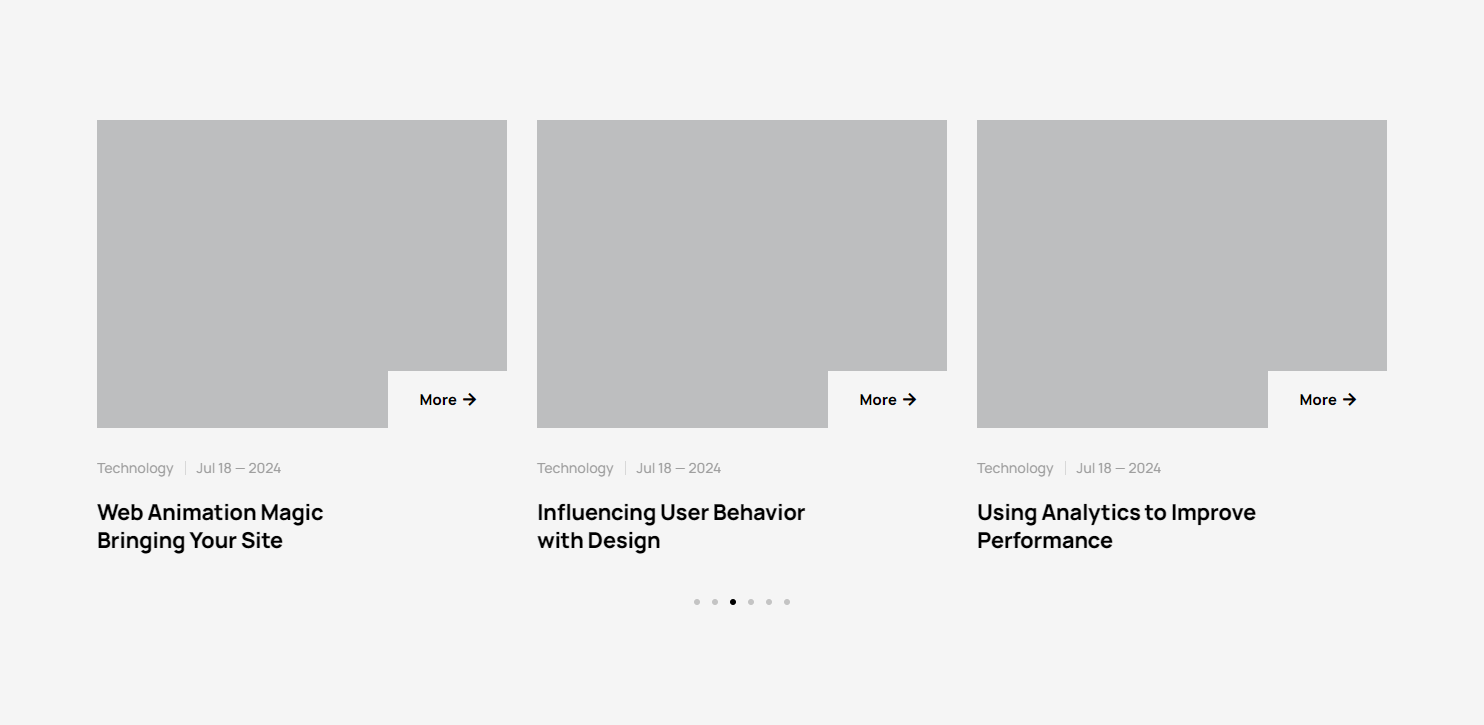 More →
More →
More →
Technology | Jul 18 — 2024
Technology | Jul 18 — 2024
Technology | Jul 18 — 2024
Web Animation Magic
Bringing Your Site
Influencing User Behavior
with Design
Using Analytics to Improve
Performance